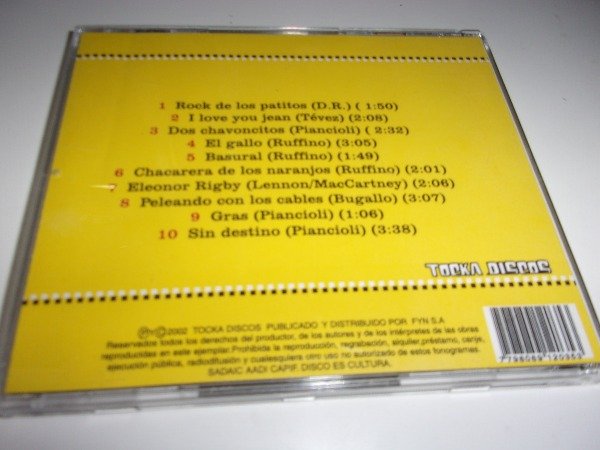 1 Rock de los patitos (D.R.) ( 1:50)
2 I love you jean (Tévez) (2:08)
3 Dos chavoncitos (Piancioli) ( 2:32)
4 El gallo (Ruffino) (3:05)
5 Basural (Ruffino) (1:49)
6 Chacarera de los naranjos (Ruffino) (2:01)
7 Eleonor Rigby (Lennon/MacCartney) (2:06)
8 Peleando con los cables (Bugallo) (3:07)
9 Gras (Piancioli) (1:06)
10 Sin destino (Piancioli) (3:38)
TOCKA DISCOS
℗y©2002 TOCKA DISCOS PUBLICADO Y DISTRIBUIDO POR FYN S.A
Reservados todos los derechos del productor, de los autores y de los intérpretes de las obras
reproducidas en este ejemplar.Prohibida la reproducción, regrabación, alquiler,préstamo, canje,
ejecución pública, radiodifusión y cualesquiera otro uso no autorizado de estos fonogramas.
SADAIC AADI CAPIF. DISCO ES CULTURA.